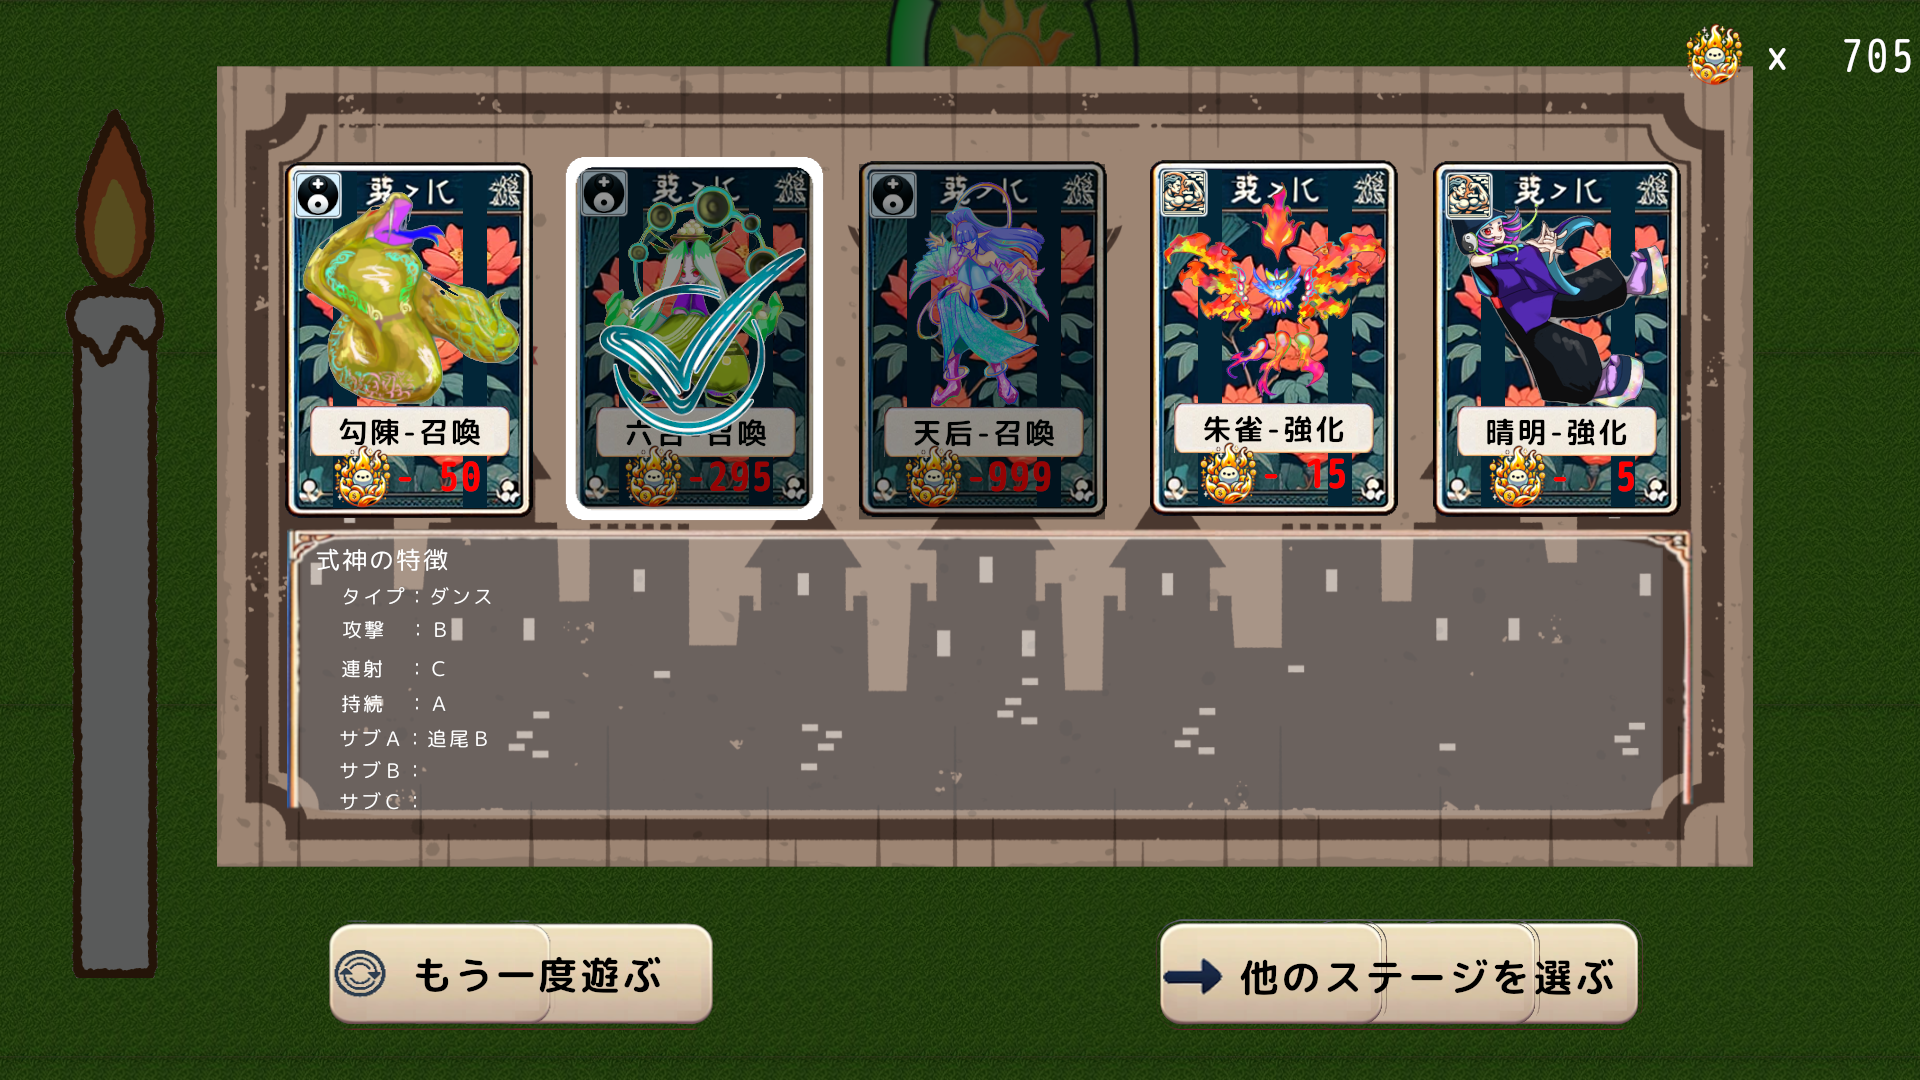 x 705
勾陳-召喚
- 50
六合-召喚
-295
天后-召喚
-999
朱雀-強化
- 15
晴明-強化
- 5
式神の特徴
タイプ:ダンス
攻撃 :B
連射 :C
持続 :A
サブA:追尾B
サブB:
サブC:
もう一度遊ぶ
他のステージを選ぶ